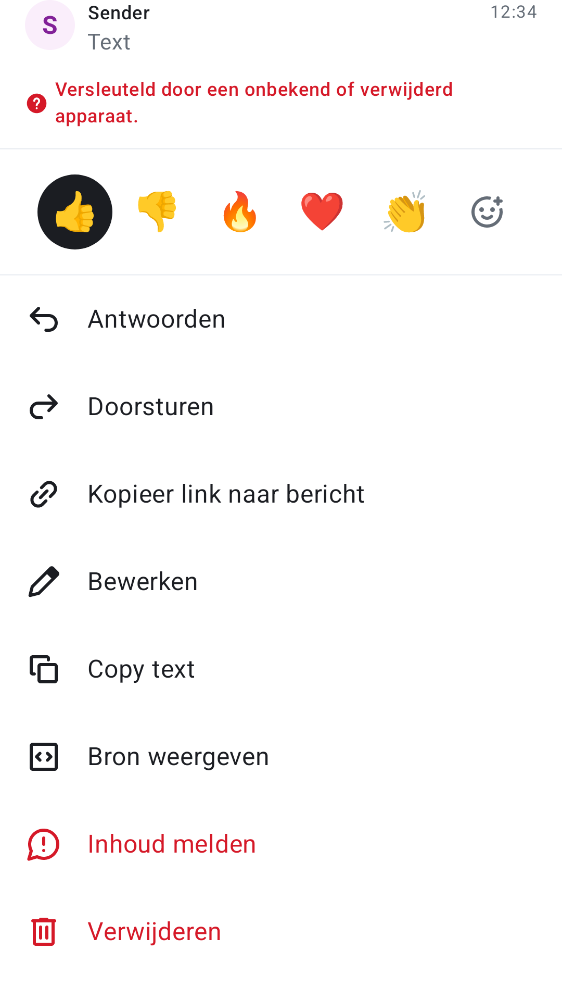 S
Sender
12:34
Text
Versleuteld door een onbekend of verwijderd
apparaat.
Antwoorden
Doorsturen
Kopieer link naar bericht
Bewerken
Copy text
Bron weergeven
Inhoud melden
Verwijderen